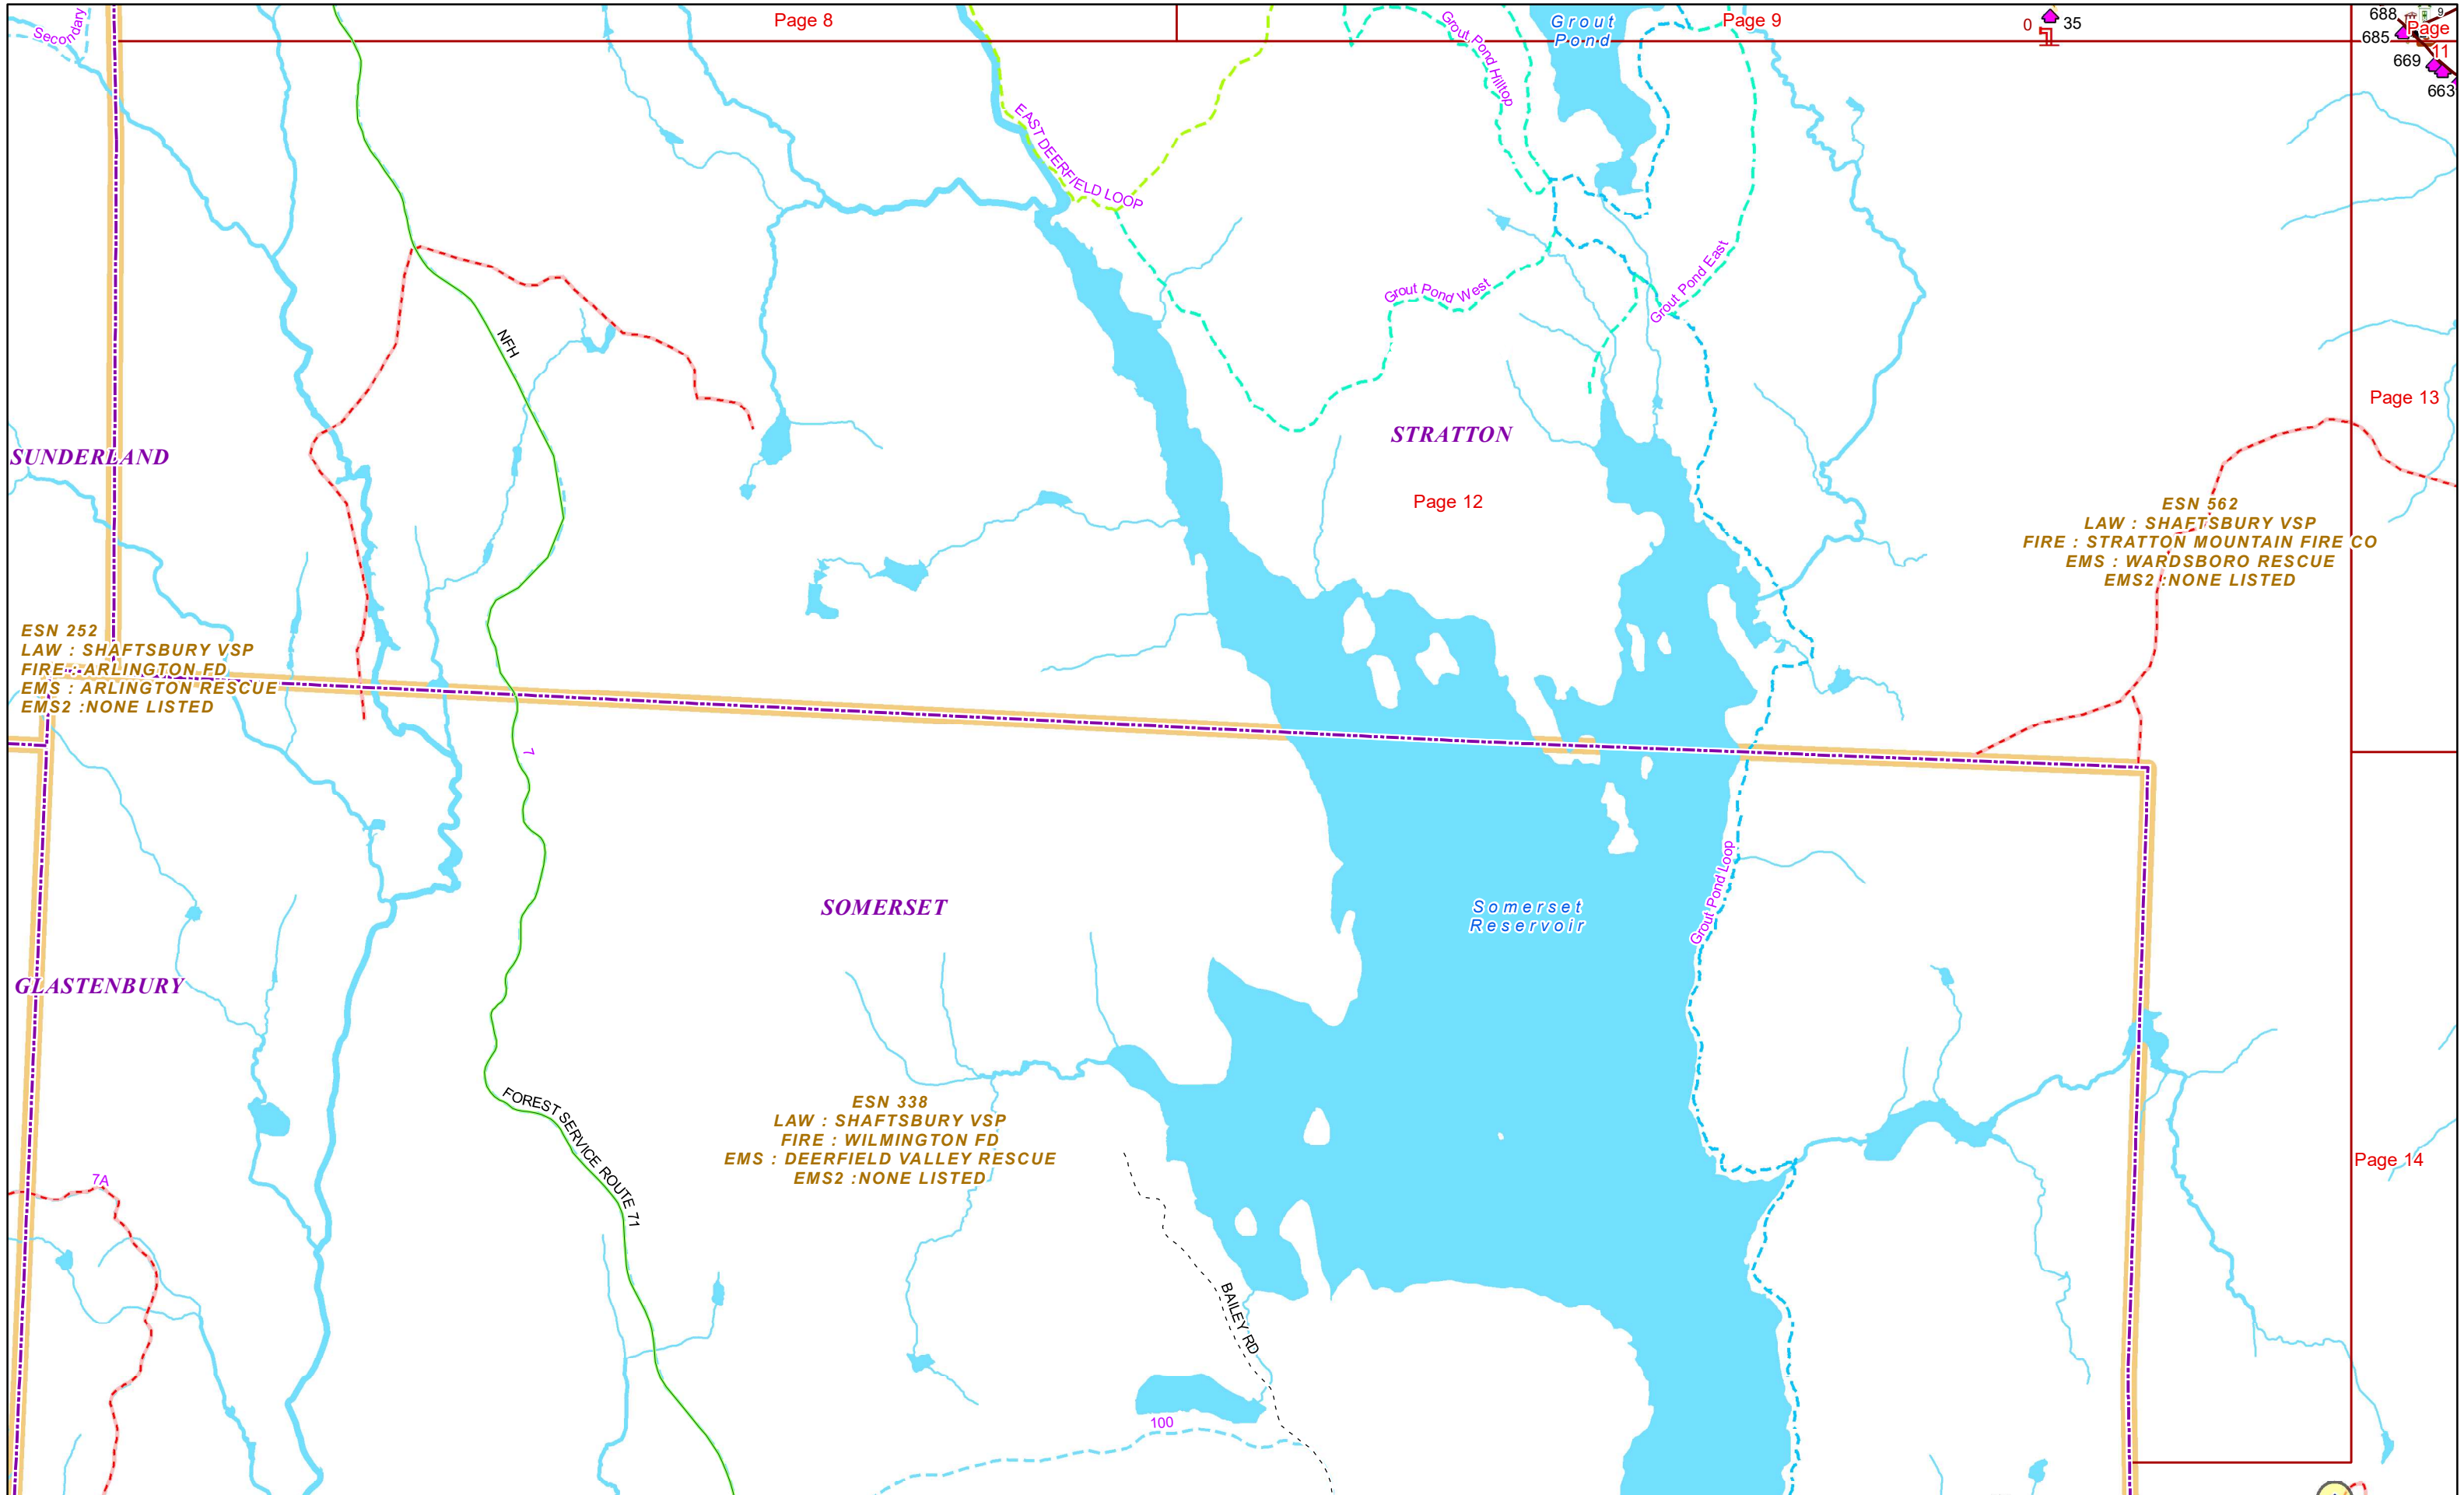 Secondary
Page 8
Grout Pond Hilltop
Grout
Pond
Page 9
0
35
688
9
685
Page
11
669
663
EAST DEERFIELD LOOP
Grout Pond East
Grout Pond West
NFH
Page 13
STRATTON
SUNDERLAND
Page 12
ESN 562
LAW : SHAFTSBURY VSP
FIRE : STRATTON MOUNTAIN FIRE CO
EMS : WARDSBORO RESCUE
EMS2 :NONE LISTED
ESN 252
LAW : SHAFTSBURY VSP
FIRE : ARLINGTON FD
EMS : ARLINGTON RESCUE
EMS2 :NONE LISTED
7
Grout Pond Loop
SOMERSET
Somerset
Reservoir
GLASTENBURY
FOREST SERVICE ROUTE 71
ESN 338
LAW : SHAFTSBURY VSP
FIRE : WILMINGTON FD
EMS : DEERFIELD VALLEY RESCUE
EMS2 :NONE LISTED
Page 14
7A
BAILEY RD
100